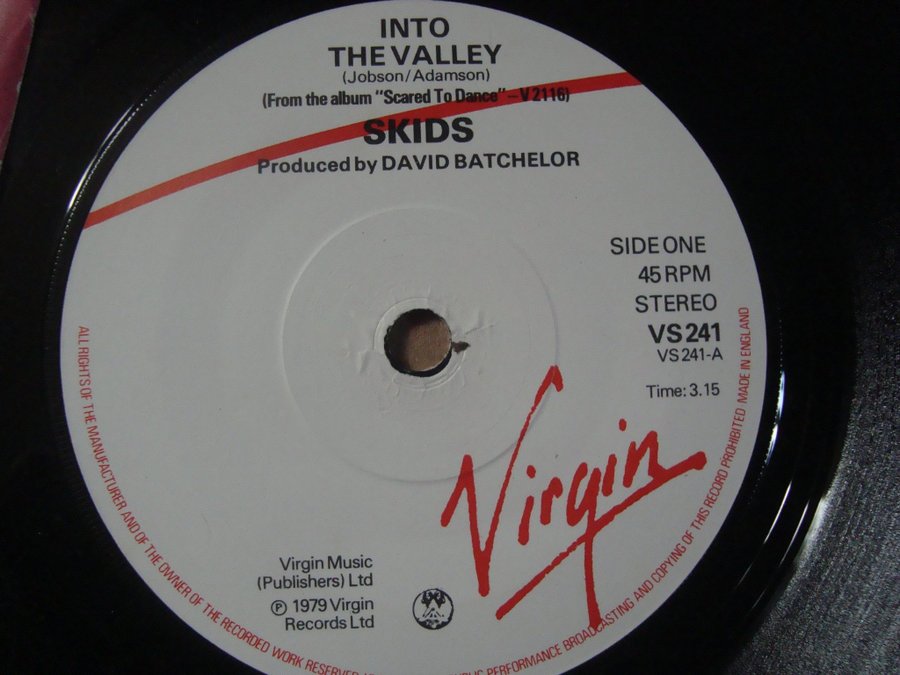 INTO
THE VALLEY
(Jobson/Adamson)
(From the album "Scared To Dance" – V2116)
SKIDS
Produced by DAVID BATCHELOR
SIDE ONE
45 RPM
STEREO
VS 241
VS 241-A
Time: 3.15
Virgin
Virgin Music
(Publishers) Ltd
℗ 1979 Virgin
Records Ltd
ALL RIGHTS OF THE MANUFACTURER AND OF THE OWNER OF THE RECORDED WORK RESERVED
PUBLIC PERFORMANCE BROADCASTING AND COPYING OF THIS RECORD PROHIBITED MADE IN ENGLAND